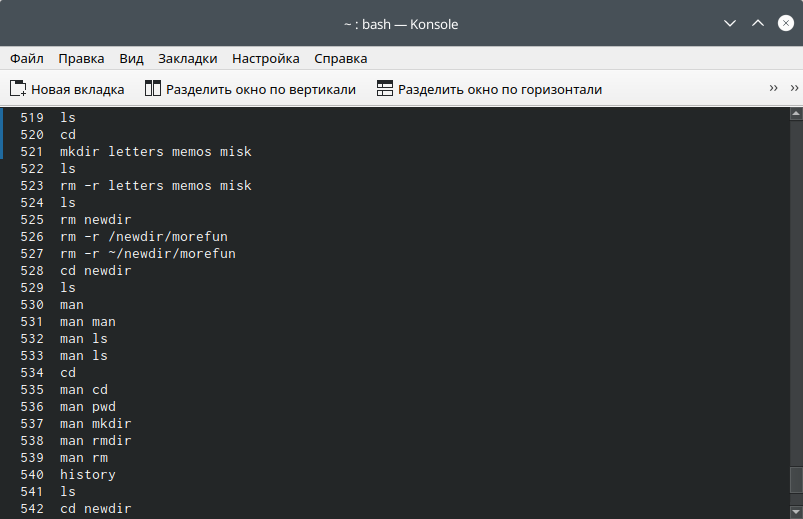 ~ : bash — Konsole
Файл Правка Вид Закладки Настройка Справка
Новая вкладка Разделить окно по вертикали Разделить окно по горизонтали
519 ls
520 cd
521 mkdir letters memos misk
522 ls
523 rm -r letters memos misk
524 ls
525 rm newdir
526 rm -r /newdir/morefun
527 rm -r ~/newdir/morefun
528 cd newdir
529 ls
530 man
531 man man
532 man ls
533 man ls
534 cd
535 man cd
536 man pwd
537 man mkdir
538 man rmdir
539 man rm
540 history
541 ls
542 cd newdir